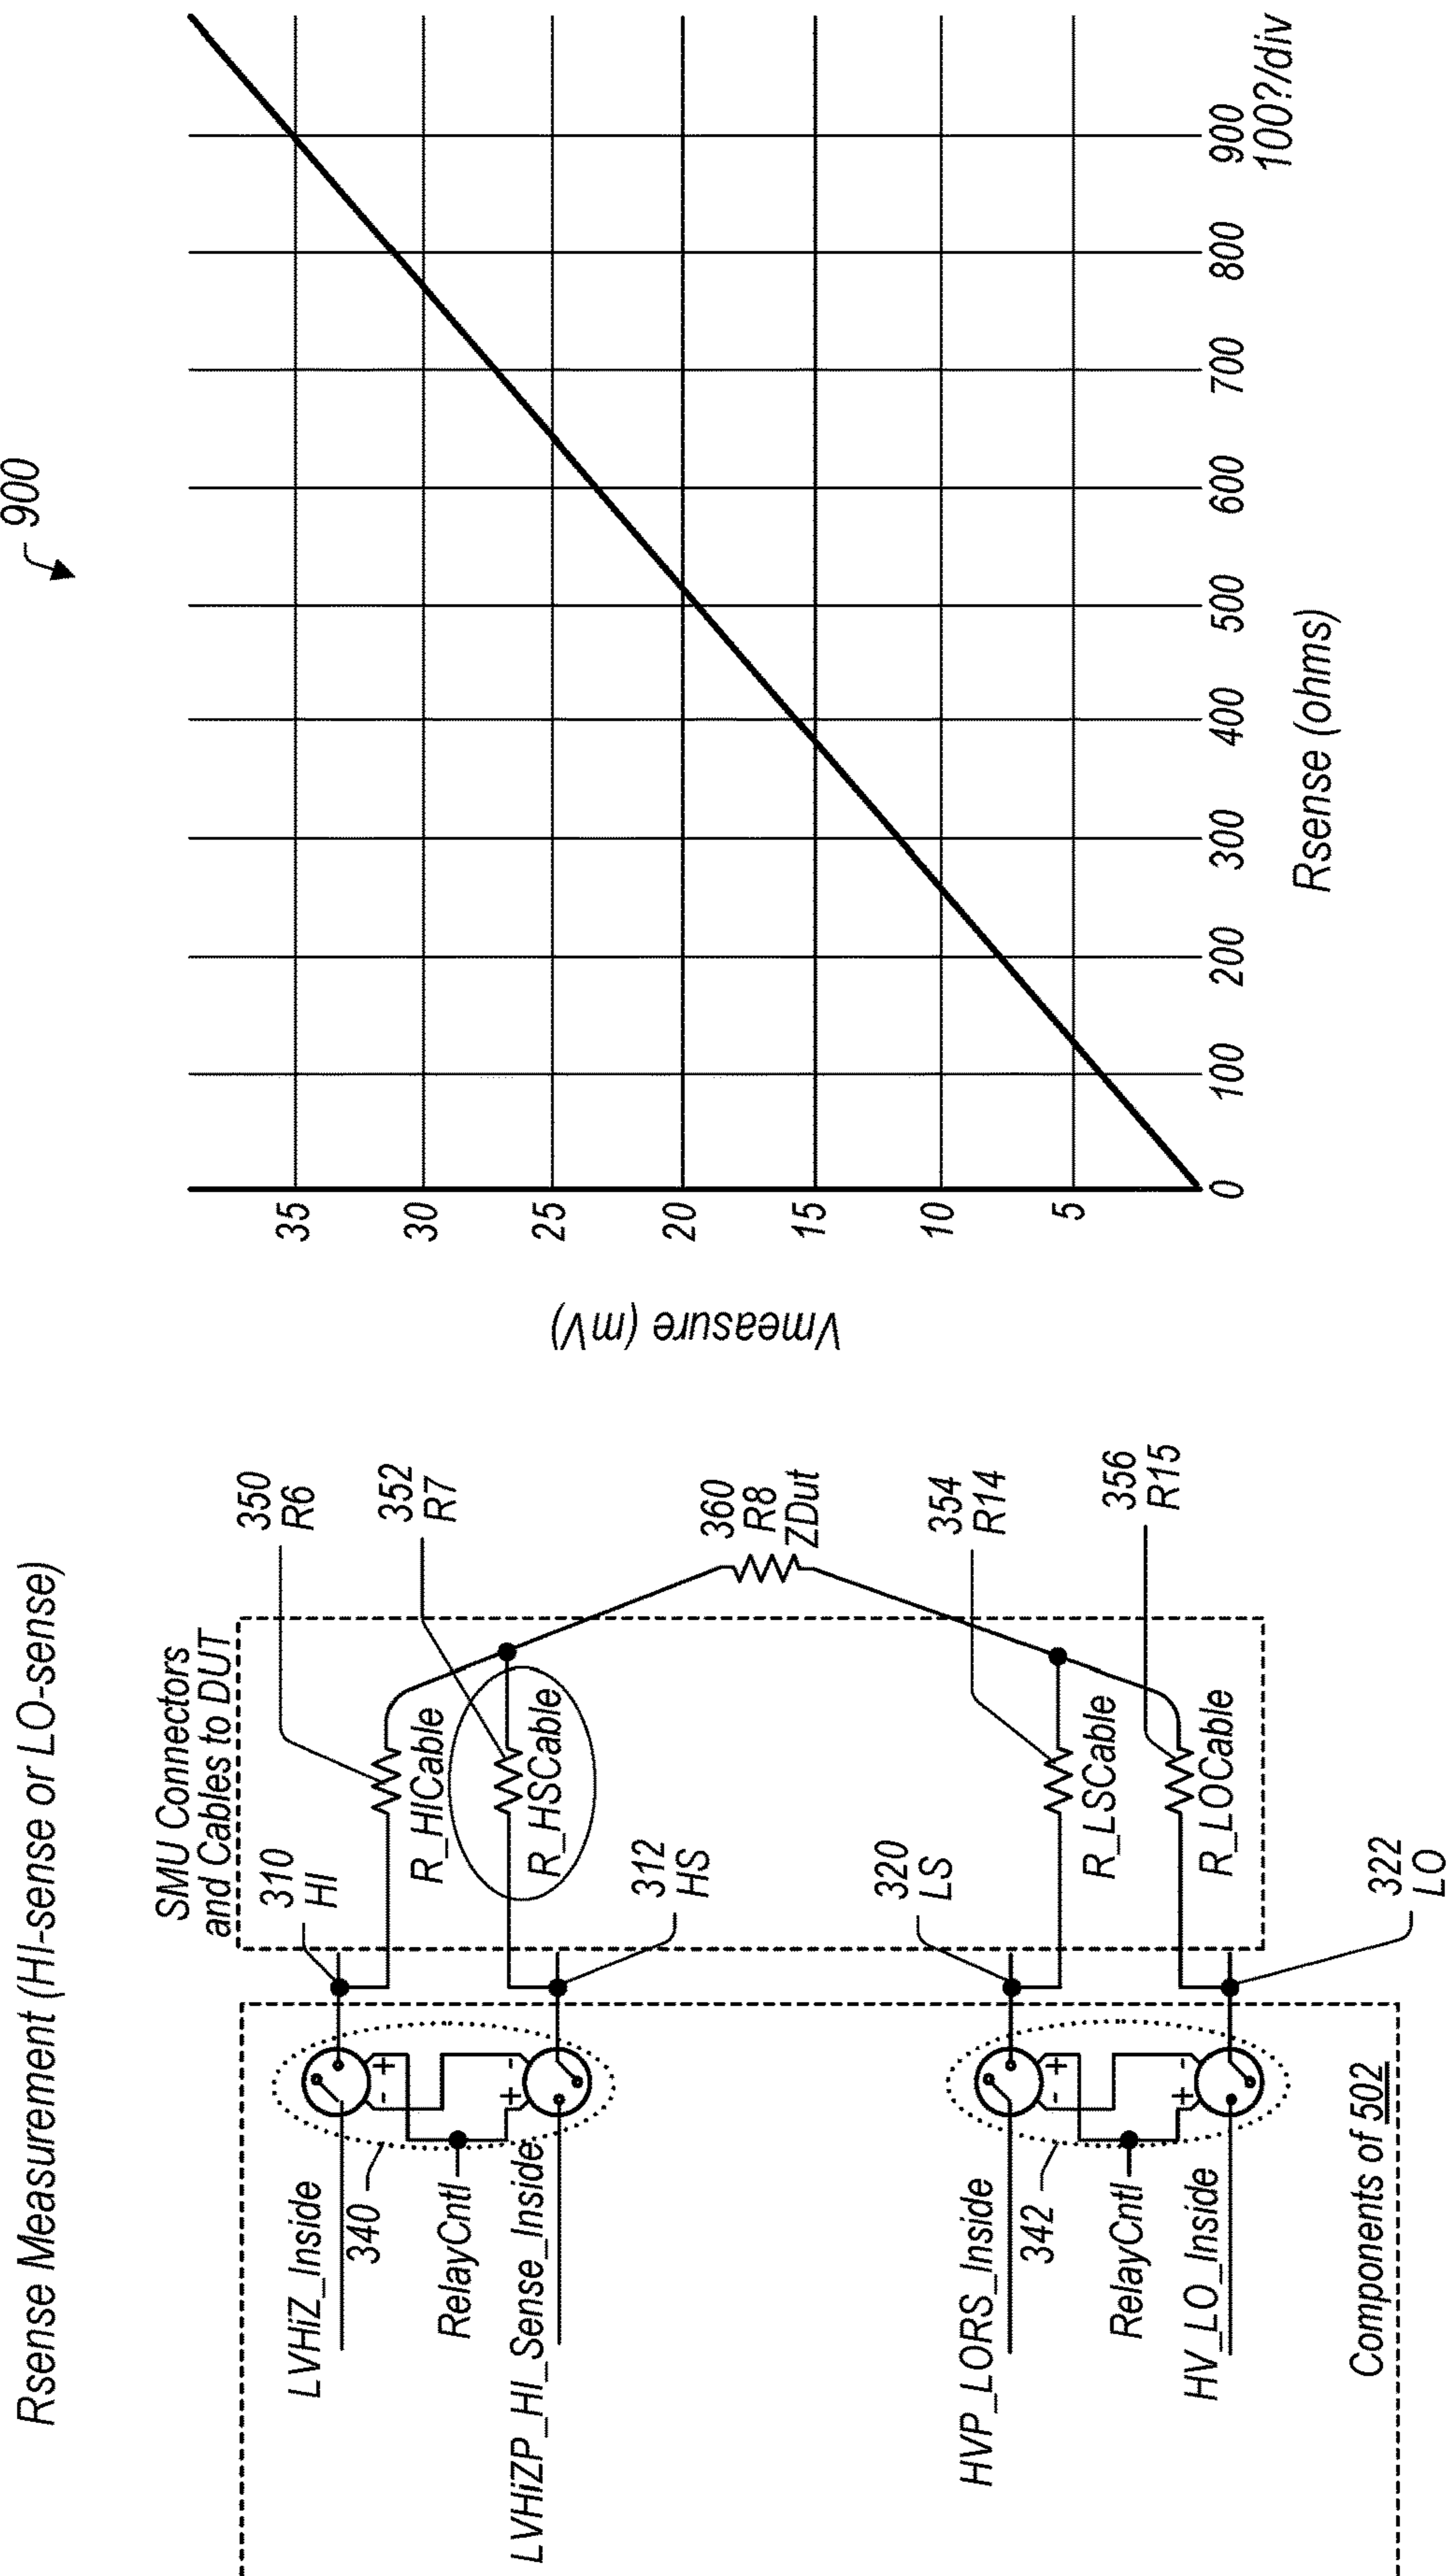 Rsense Measurement (HI-sense or LO-sense)
900
SMU Connectors
and Cables to DUT
310
HI
350
R6
LVHiZ_Inside
340
R_HICable
352
R7
RelayCntl
R_HSCable
LVHiZP_HI_Sense_Inside
312
HS
360
R8
ZDut
320
LS
354
R14
HVP_LORS_Inside
342
R_LSCable
356
R15
RelayCntl
R_LOCable
HV_LO_Inside
322
LO
Components of 502
+
-
-
+
+
-
-
+
Vmeasure (mV)
35
30
25
20
15
10
5
0 100 200 300 400 500 600 700 800 900
100?/div
Rsense (ohms)